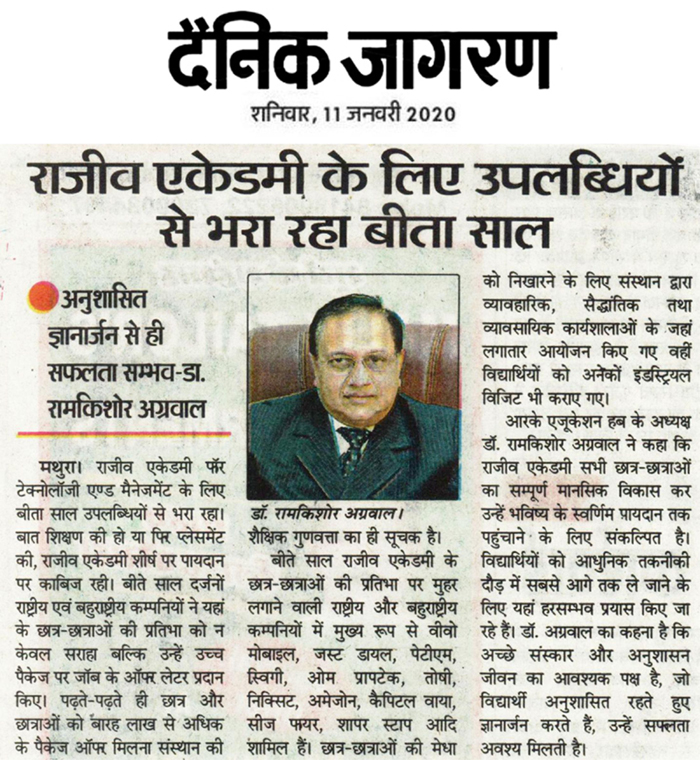 दैनिक जागरण
शनिवार, 11 जनवरी 2020
राजीव एकेडमी के लिए उपलब्धियों
से भरा रहा बीता साल
अनुशासित
ज्ञानार्जन से ही
सफलता सम्भव-डा.
रामकिशोर अग्रवाल
मथुरा। राजीव एकेडमी फॉर
टेक्नोलॉजी एण्ड मैनेजमेंट के लिए
बीता साल उपलब्धियों से भरा रहा।
बात शिक्षण की हो या फिर प्लेसमेंट
की, राजीव एकेडमी शीर्ष पर पायदान
पर काबिज रही। बीते साल दर्जनों
राष्ट्रीय एवं बहुराष्ट्रीय कम्पनियों ने यहां
के छात्र-छात्राओं की प्रतिभा को न
केवल सराहा बल्कि उन्हें उच्च
पैकेज पर जॉब के ऑफर लेटर प्रदान
किए। पढ़ते-पढ़ते ही छात्र और
छात्राओं को बारह लाख से अधिक
के पैकेज ऑफर मिलना संस्थान की
डॉ. रामकिशोर अग्रवाल।
शैक्षिक गुणवत्ता का ही सूचक है।
बीते साल राजीव एकेडमी के
छात्र-छात्राओं की प्रतिभा पर मुहर
लगाने वाली राष्ट्रीय और बहुराष्ट्रीय
कम्पनियों में मुख्य रूप से वीवो
मोबाइल, जस्ट डायल, पेटीएम,
स्विगी, ओम प्रापटेक, तोषी,
निक्सिट, अमेजोन, कैपिटल वाया,
सीज फयर, शापर स्टाप आदि
शामिल हैं। छात्र-छात्राओं की मेधा
को निखारने के लिए संस्थान द्वारा
व्यावहारिक, सैद्धांतिक तथा
व्यावसायिक कार्यशालाओं के जहां
लगातार आयोजन किए गए वहीं
विद्यार्थियों को अनेकों इंडस्ट्रियल
विजिट भी कराए गए।
आरके एजूकेशन हब के अध्यक्ष
डॉ. रामकिशोर अग्रवाल ने कहा कि
राजीव एकेडमी सभी छात्र-छात्राओं
का सम्पूर्ण मानसिक विकास कर
उन्हें भविष्य के स्वर्णिम प्रायदान तक
पहुंचाने के लिए संकल्पित है।
विद्यार्थियों को आधुनिक तकनीकी
दौड़ में सबसे आगे तक ले जाने के
लिए यहां हरसम्भव प्रयास किए जा
रहे हैं। डॉ. अग्रवाल का कहना है कि
अच्छे संस्कार और अनुशासन
जीवन का आवश्यक पक्ष है, जो
विद्यार्थी अनुशासित रहते हुए
ज्ञानार्जन करते हैं, उन्हें सफलता
अवश्य मिलती है।